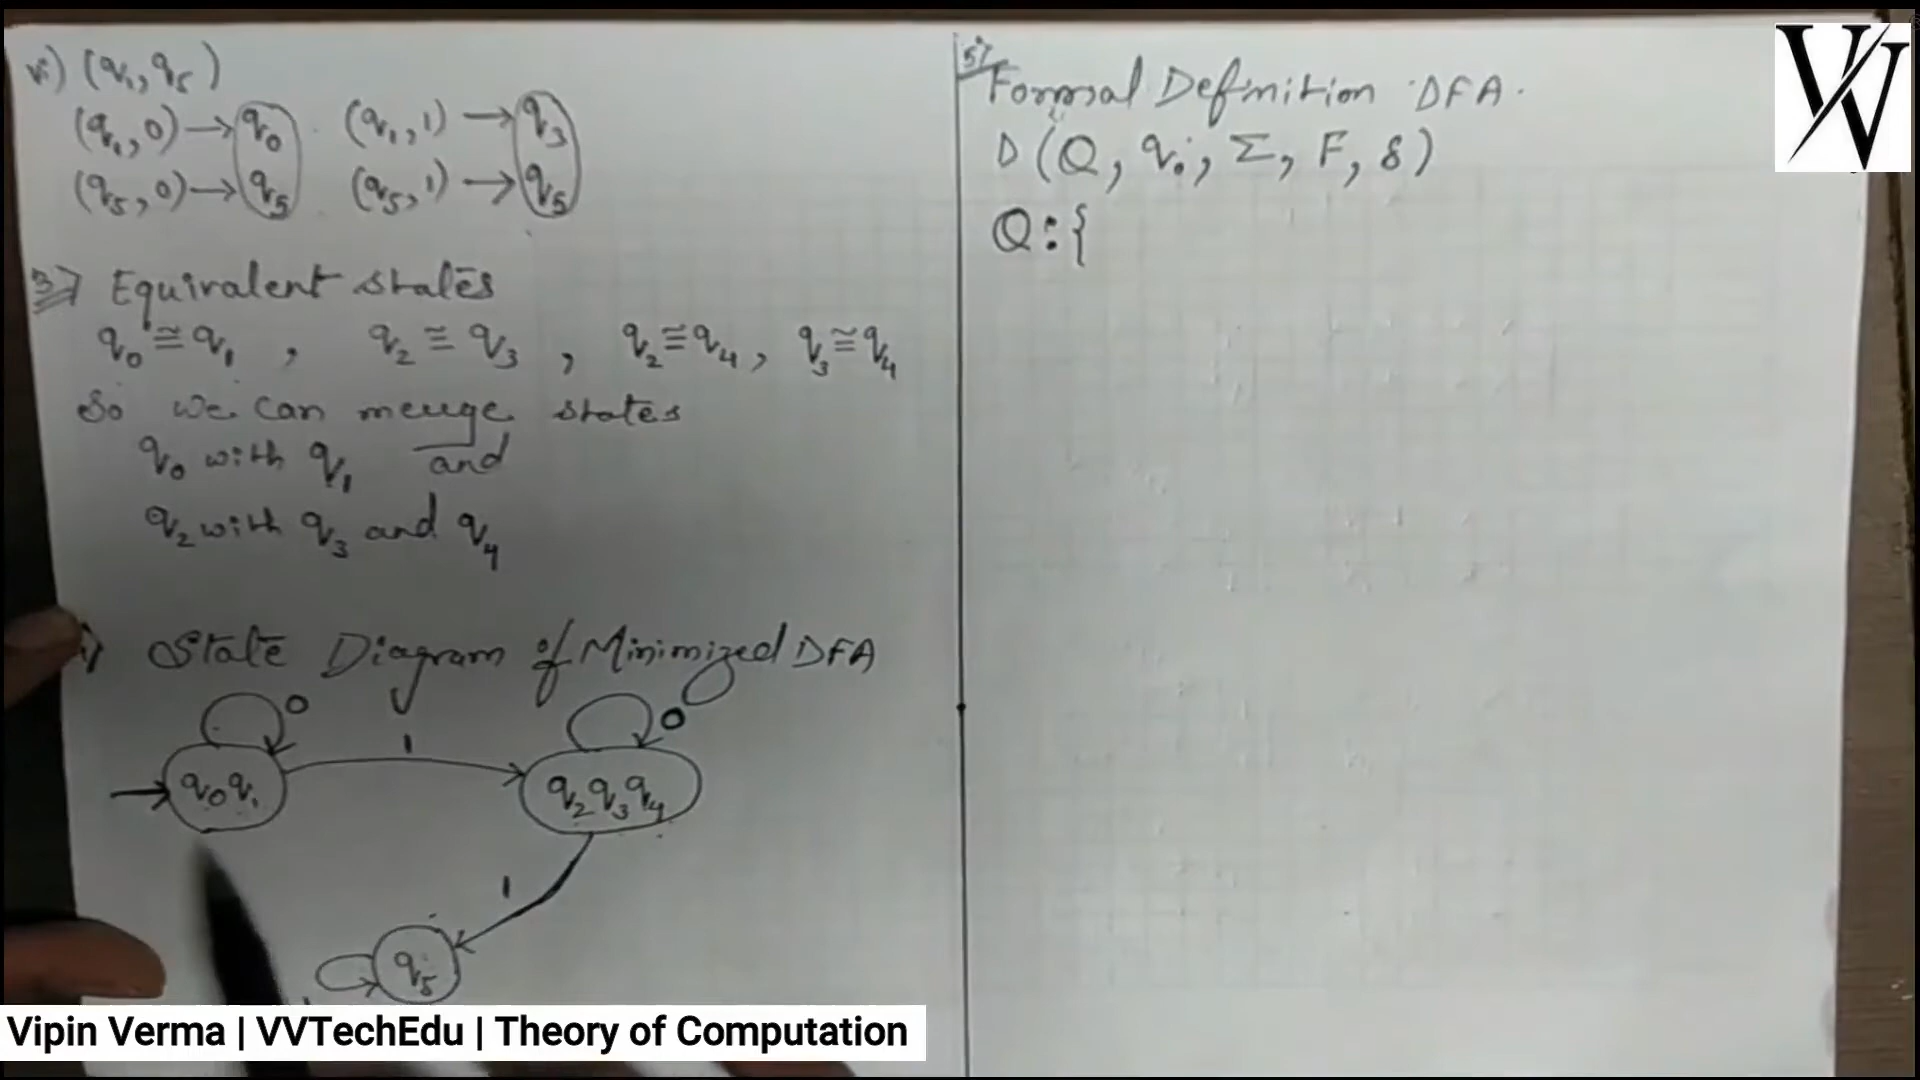 vi) (q₁, q₅)
(q₁, 0) → q₀ (q₁, 1) → q₃
(q₅, 0) → q₅ (q₅, 1) → q₅
3) Equivalent states
q₀ ≅ q₁ , q₂ ≅ q₃ , q₂ ≅ q₄ , q₃ ≅ q₄
So we can merge states
q₀ with q₁ and
q₂ with q₃ and q₄
State Diagram of Minimized DFA
0 0
1
q₀q₁ q₂q₃q₄
1
q₅
5)
Formal Definition DFA.
D (Q, q₀, Σ, F, δ)
Q : {
VV
Vipin Verma | VVTechEdu | Theory of Computation